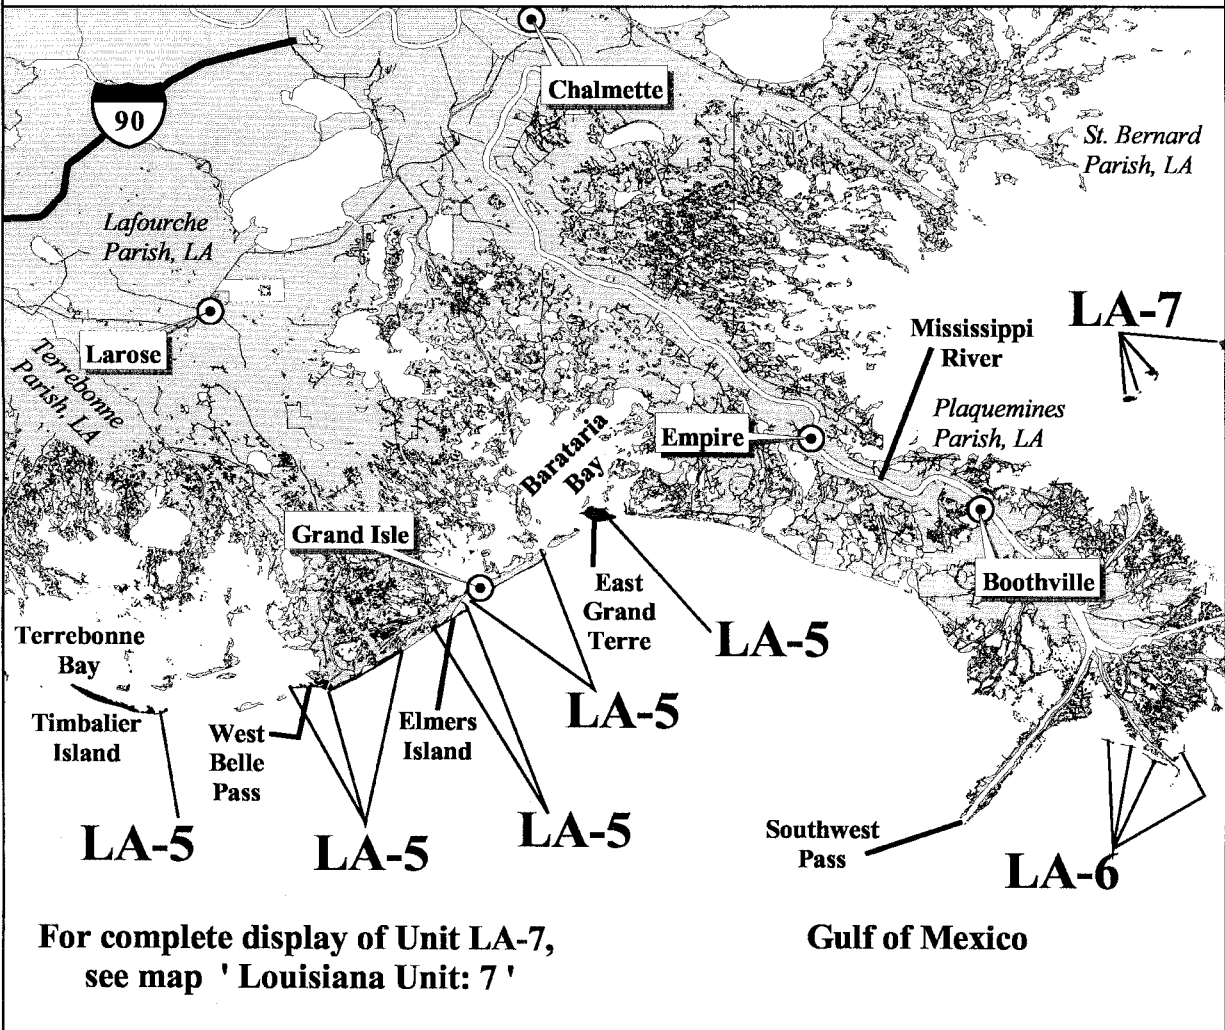 Chalmette
90
St. Bernard
Parish, LA
Lafourche
Parish, LA
LA-7
Mississippi
River
Larose
Terrebonne
Parish, LA
Plaquemines
Parish, LA
Empire
Barataria
Bay
Grand Isle
East
Grand
Terre
Boothville
LA-5
Terrebonne
Bay
LA-5
Timbalier
Island
West
Belle
Pass
Elmers
Island
LA-5
LA-5
LA-5
Southwest
Pass
LA-6
For complete display of Unit LA-7,
see map ' Louisiana Unit: 7 '
Gulf of Mexico